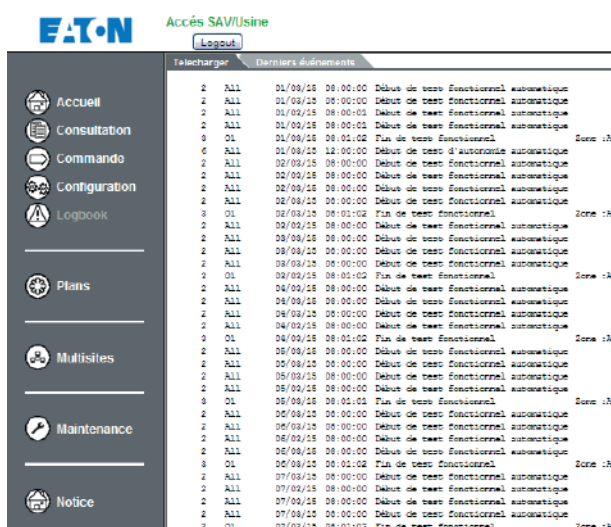 EATON
Accés SAV/Usine
Logout
Telecharger Derniers événements
Accueil
Consultation
Commande
Configuration
Logbook
Plans
Multisites
Maintenance
Notice
2 All 01/03/15 08:00:00 Début de test fonctionnel automatique
2 All 01/03/15 08:00:00 Début de test fonctionnel automatique
2 All 01/03/15 08:00:01 Début de test fonctionnel automatique
2 All 01/03/15 08:00:01 Début de test fonctionnel automatique
3 01 01/03/15 08:01:02 Fin de test fonctionnel Zone :A
6 All 01/03/15 12:00:00 Début de test d'autonomie automatique
2 All 02/03/15 08:00:00 Début de test fonctionnel automatique
2 All 02/03/15 08:00:00 Début de test fonctionnel automatique
2 All 02/03/15 08:00:00 Début de test fonctionnel automatique
2 All 02/03/15 08:00:00 Début de test fonctionnel automatique
3 01 02/03/15 08:01:02 Fin de test fonctionnel Zone :A
2 All 03/03/15 08:00:00 Début de test fonctionnel automatique
2 All 03/03/15 08:00:00 Début de test fonctionnel automatique
2 All 03/03/15 08:00:00 Début de test fonctionnel automatique
2 All 03/03/15 08:00:00 Début de test fonctionnel automatique
3 01 03/03/15 08:01:02 Fin de test fonctionnel Zone :A
2 All 04/03/15 08:00:00 Début de test fonctionnel automatique
2 All 04/03/15 08:00:00 Début de test fonctionnel automatique
2 All 04/03/15 08:00:00 Début de test fonctionnel automatique
2 All 04/03/15 08:00:00 Début de test fonctionnel automatique
3 01 04/03/15 08:01:02 Fin de test fonctionnel Zone :A
2 All 05/03/15 08:00:00 Début de test fonctionnel automatique
2 All 05/03/15 08:00:00 Début de test fonctionnel automatique
2 All 05/03/15 08:00:00 Début de test fonctionnel automatique
2 All 05/03/15 08:00:00 Début de test fonctionnel automatique
3 01 05/03/15 08:01:01 Fin de test fonctionnel Zone :A
2 All 06/03/15 08:00:00 Début de test fonctionnel automatique
2 All 06/03/15 08:00:00 Début de test fonctionnel automatique
2 All 06/03/15 08:00:00 Début de test fonctionnel automatique
2 All 06/03/15 08:00:00 Début de test fonctionnel automatique
3 01 06/03/15 08:01:02 Fin de test fonctionnel Zone :A
2 All 07/03/15 08:00:00 Début de test fonctionnel automatique
2 All 07/03/15 08:00:00 Début de test fonctionnel automatique
2 All 07/03/15 08:00:00 Début de test fonctionnel automatique
2 All 07/03/15 08:00:00 Début de test fonctionnel automatique
3 01 07/03/15 08:01:02 Fin de test fonctionnel Zone :A